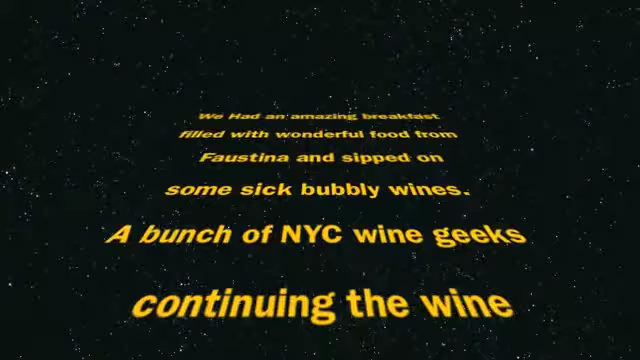 We Had an amazing breakfast
filled with wonderful food from
Faustina and sipped on
some sick bubbly wines.
A bunch of NYC wine geeks
continuing the wine